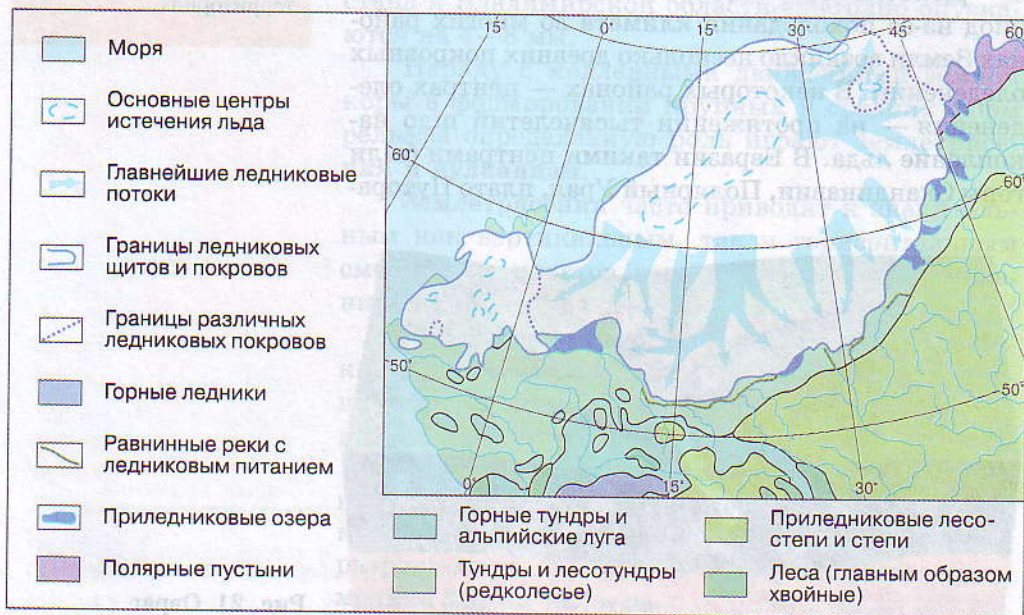 Моря
Основные центры
истечения льда
Главнейшие ледниковые
потоки
Границы ледниковых
щитов и покровов
Границы различных
ледниковых покровов
Горные ледники
Равнинные реки с
ледниковым питанием
Приледниковые озера
Полярные пустыни
15°
0°
15°
30°
45°
60°
60°
60°
50°
50°
0°
15°
30°
Горные тундры и
альпийские луга
Тундры и лесотундры
(редколесье)
Приледниковые лесо-
степи и степи
Леса (главным образом
хвойные)